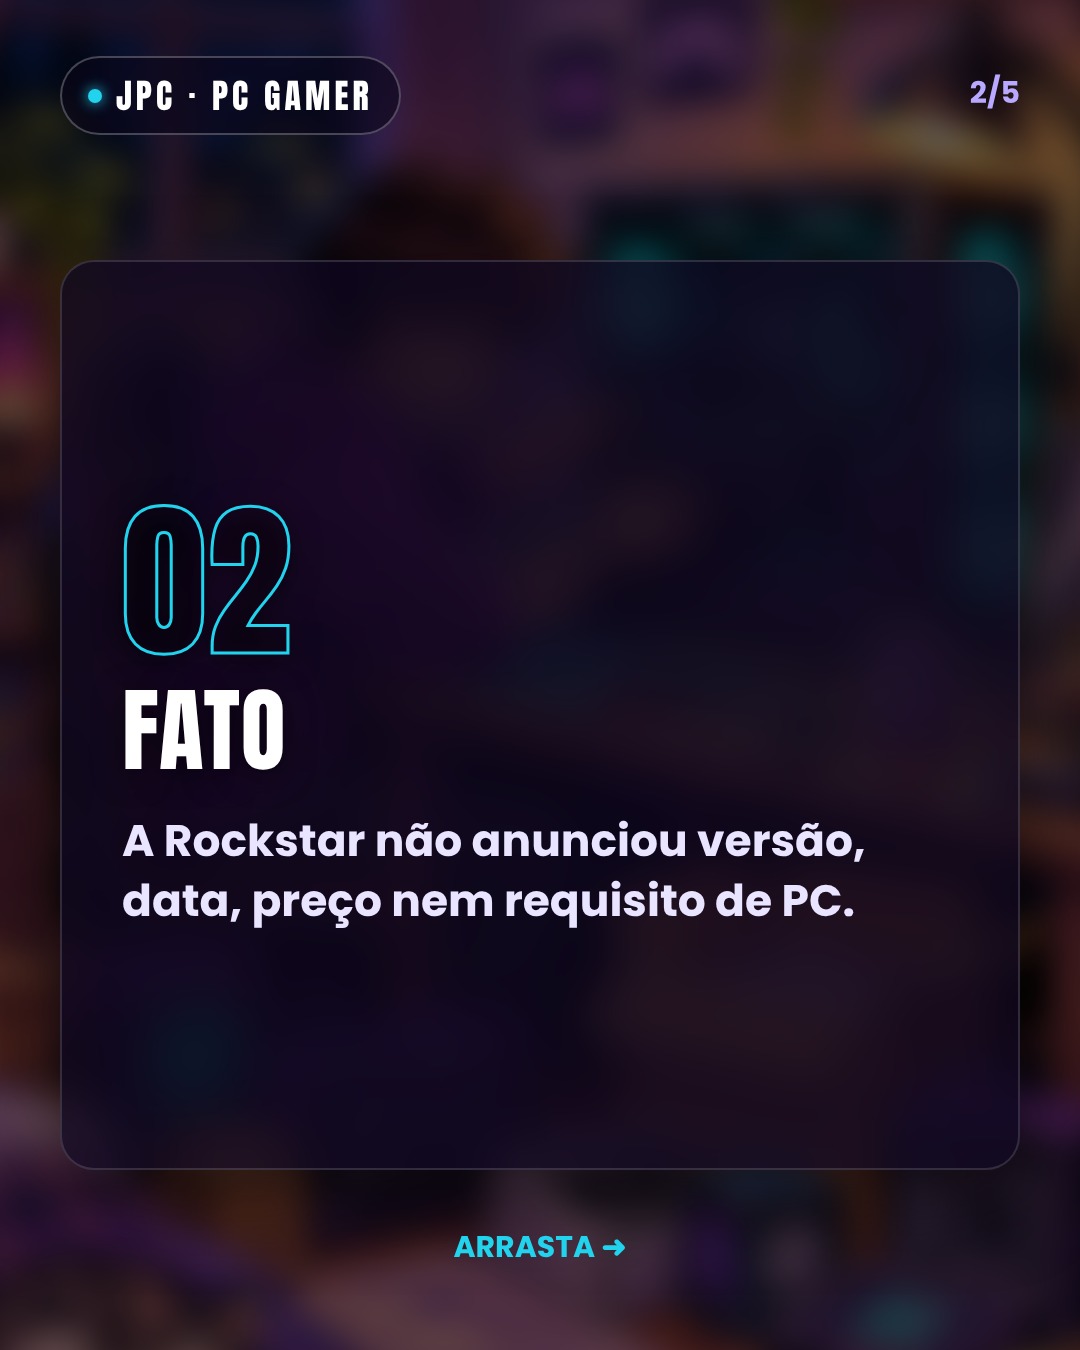 JPC · PC GAMER
2/5
02
FATO
A Rockstar não anunciou versão,
data, preço nem requisito de PC.
ARRASTA ➜